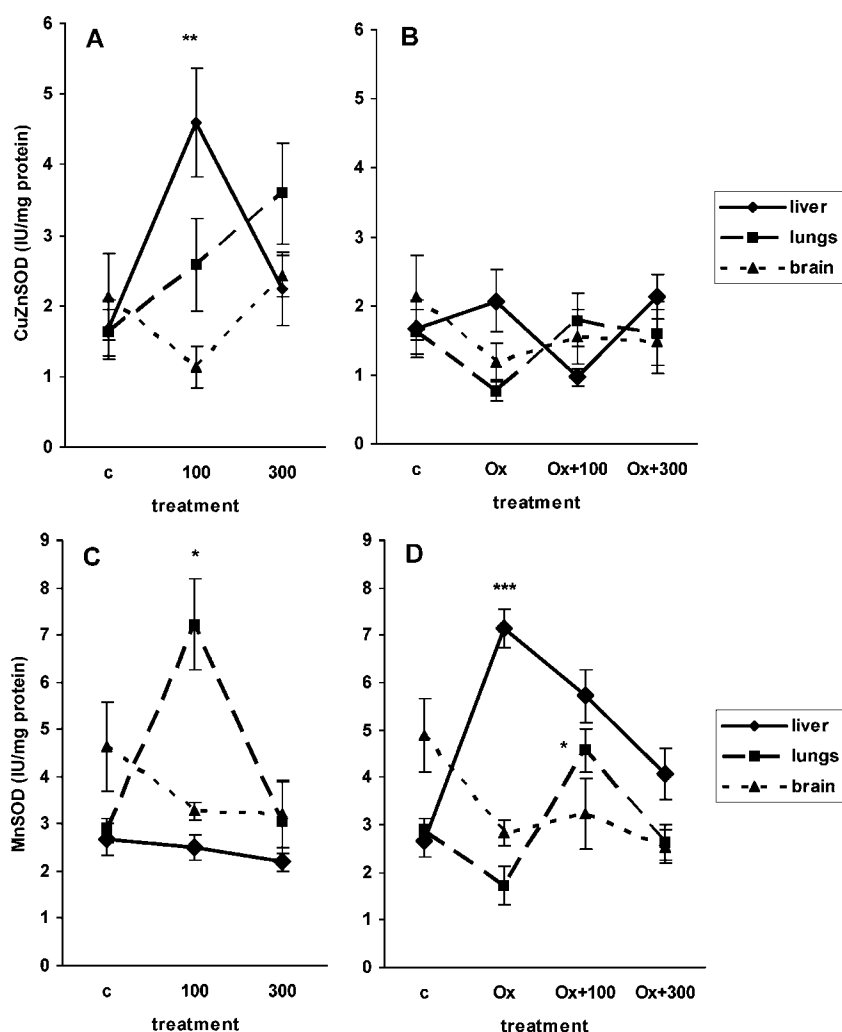 A
**
CuZnSOD (IU/mg protein)
6
5
4
3
2
1
0
c 100 300
treatment
B
6
5
4
3
2
1
0
c Ox Ox+100 Ox+300
treatment
liver
lungs
brain
C
*
MnSOD (IU/mg protein)
9
8
7
6
5
4
3
2
1
0
c 100 300
treatment
D
***
*
9
8
7
6
5
4
3
2
1
0
c Ox Ox+100 Ox+300
treatment
liver
lungs
brain